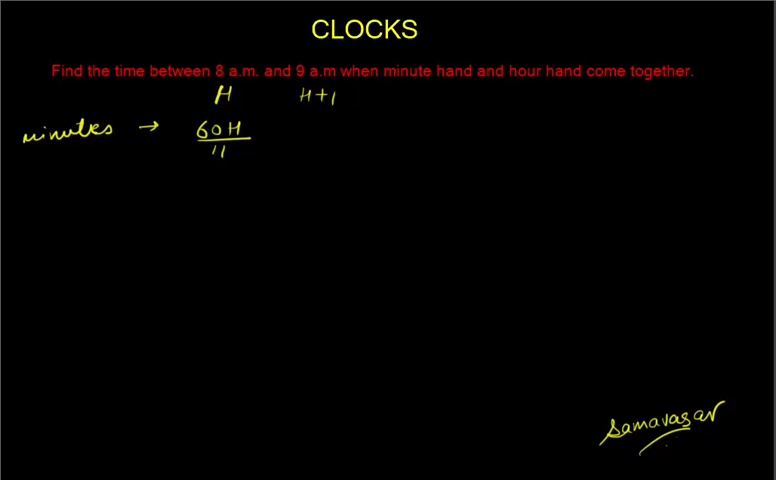 CLOCKS
Find the time between 8 a.m. and 9 a.m when minute hand and hour hand come together.
H H+1
minutes → 60H
11
Samavasar